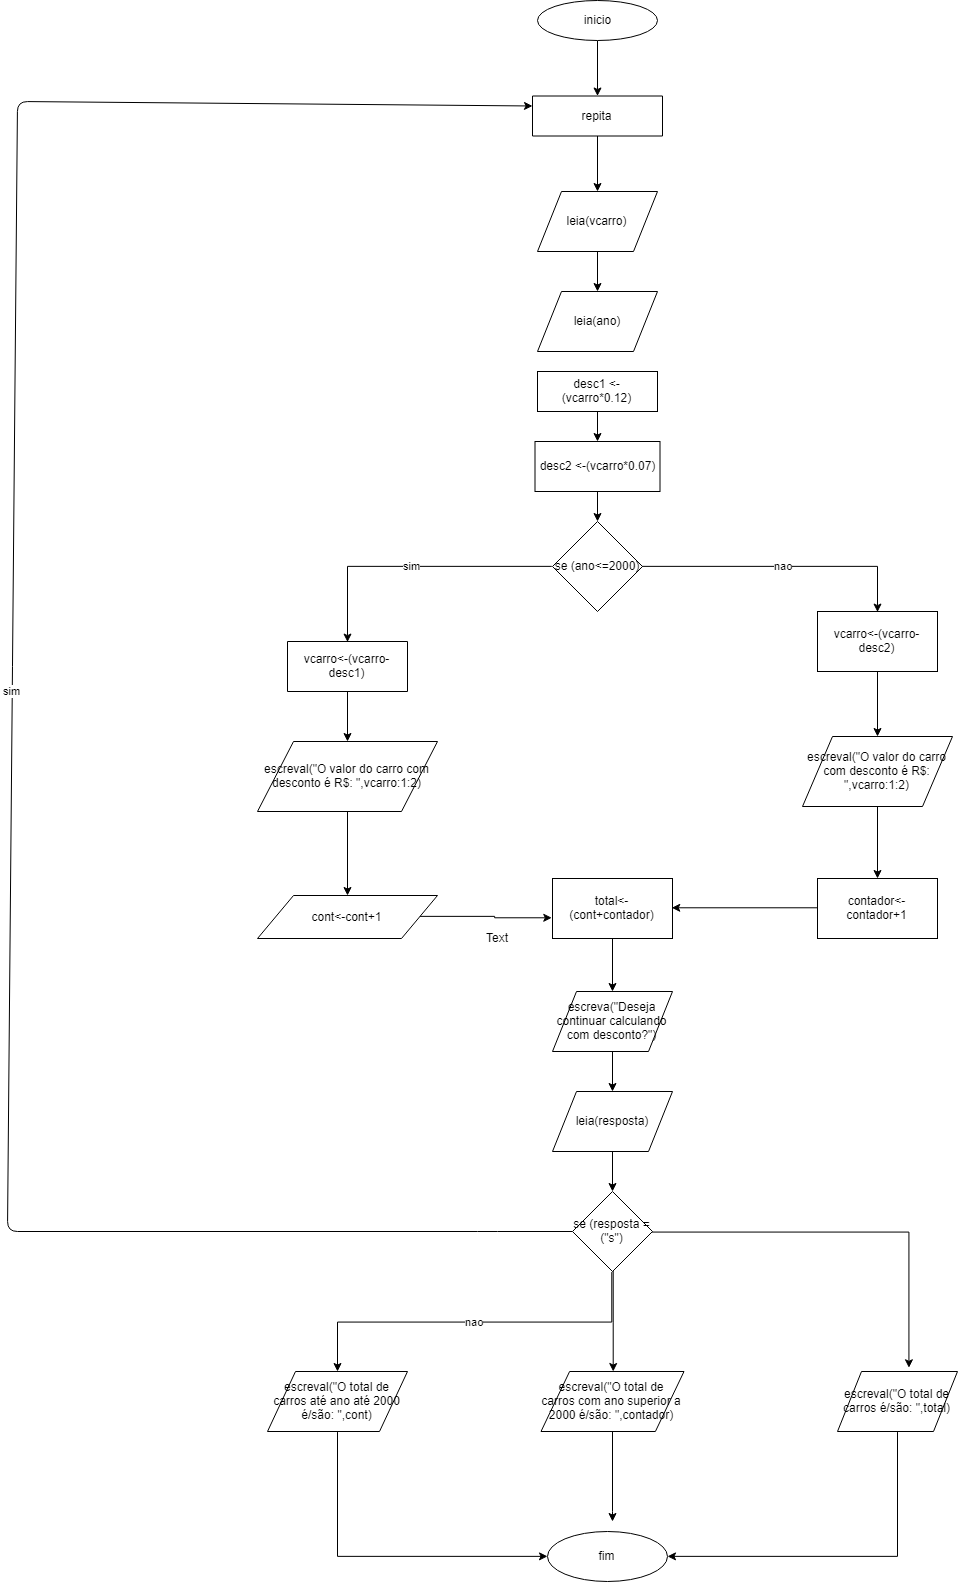 inicio
repita
leia(vcarro)
leia(ano)
desc1 <-
(vcarro*0.12)
desc2 <-(vcarro*0.07)
se (ano<=2000)
sim
nao
vcarro<-(vcarro-
desc1)
vcarro<-(vcarro-
desc2)
sim
escreval("O valor do carro com
desconto é R$: ",vcarro:1:2)
escreval("O valor do carro
com desconto é R$:
",vcarro:1:2)
cont<-cont+1
Text
total<-
(cont+contador)
contador<-
contador+1
escreva("Deseja
continuar calculando
com desconto?")
leia(resposta)
se (resposta =
("s")
nao
escreval("O total de
carros até ano até 2000
é/são: ",cont)
escreval("O total de
carros com ano superior a
2000 é/são: ",contador)
escreval("O total de
carros é/são: ",total)
fim